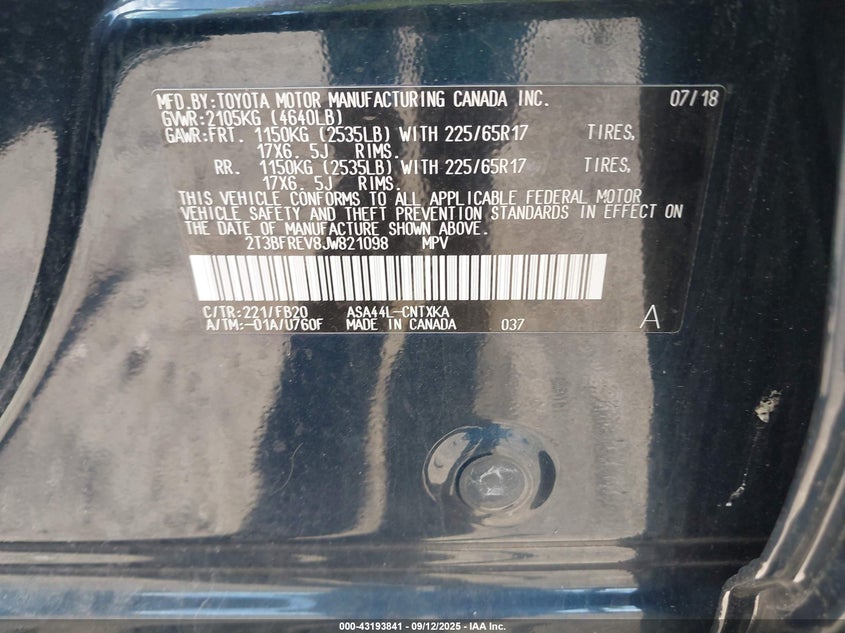 MFD.BY:TOYOTA MOTOR MANUFACTURING CANADA INC. 07/18
GVWR:2105KG (4640LB)
GAWR:FRT. 1150KG (2535LB) WITH 225/65R17 TIRES,
17X6. 5J RIMS.
RR. 1150KG (2535LB) WITH 225/65R17 TIRES,
17X6. 5J RIMS.
THIS VEHICLE CONFORMS TO ALL APPLICABLE FEDERAL MOTOR
VEHICLE SAFETY AND THEFT PREVENTION STANDARDS IN EFFECT ON
THE DATE OF MANUFACTURE SHOWN ABOVE.
2T3BFREV8JW821098 MPV
C/TR:221/FB20 ASA44L-CNTXKA
A/TM:-01A/U760F MADE IN CANADA 037 A
000-43193841 - 09/12/2025 - IAA Inc.